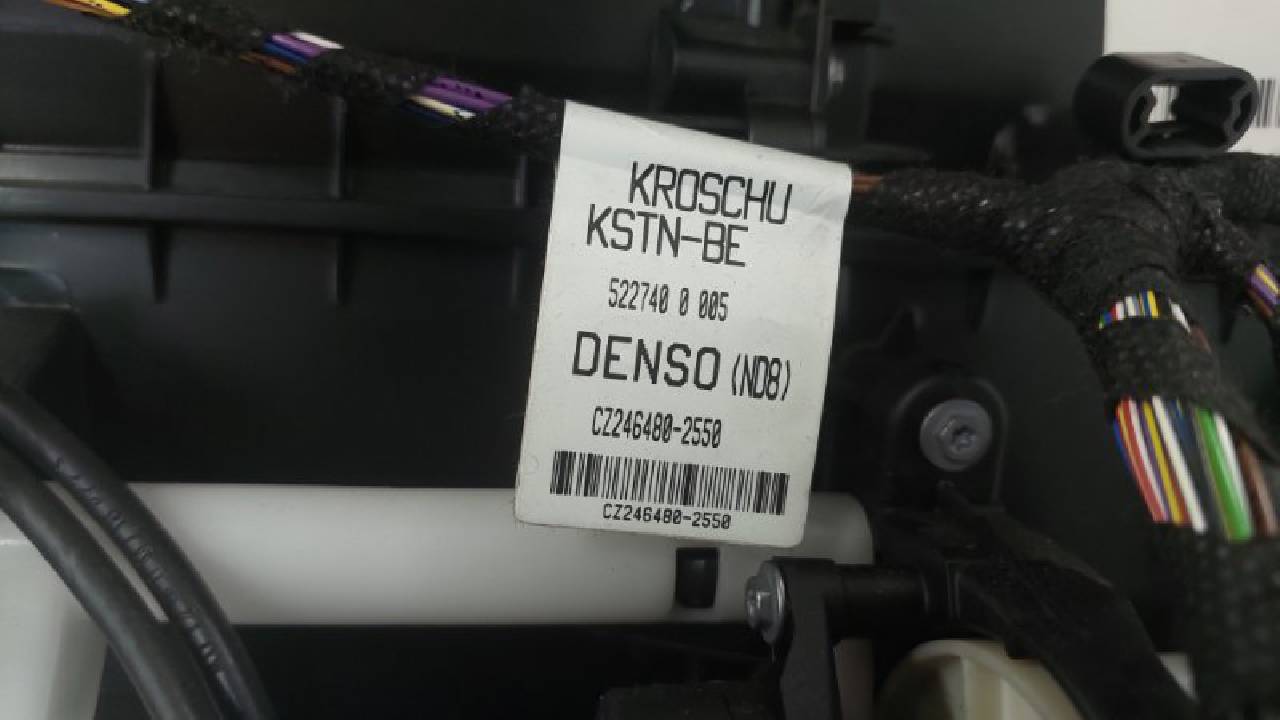 KROSCHU
KSTN-BE
522740 0 005
DENSO (ND8)
CZ246480-2550
CZ246480-2550